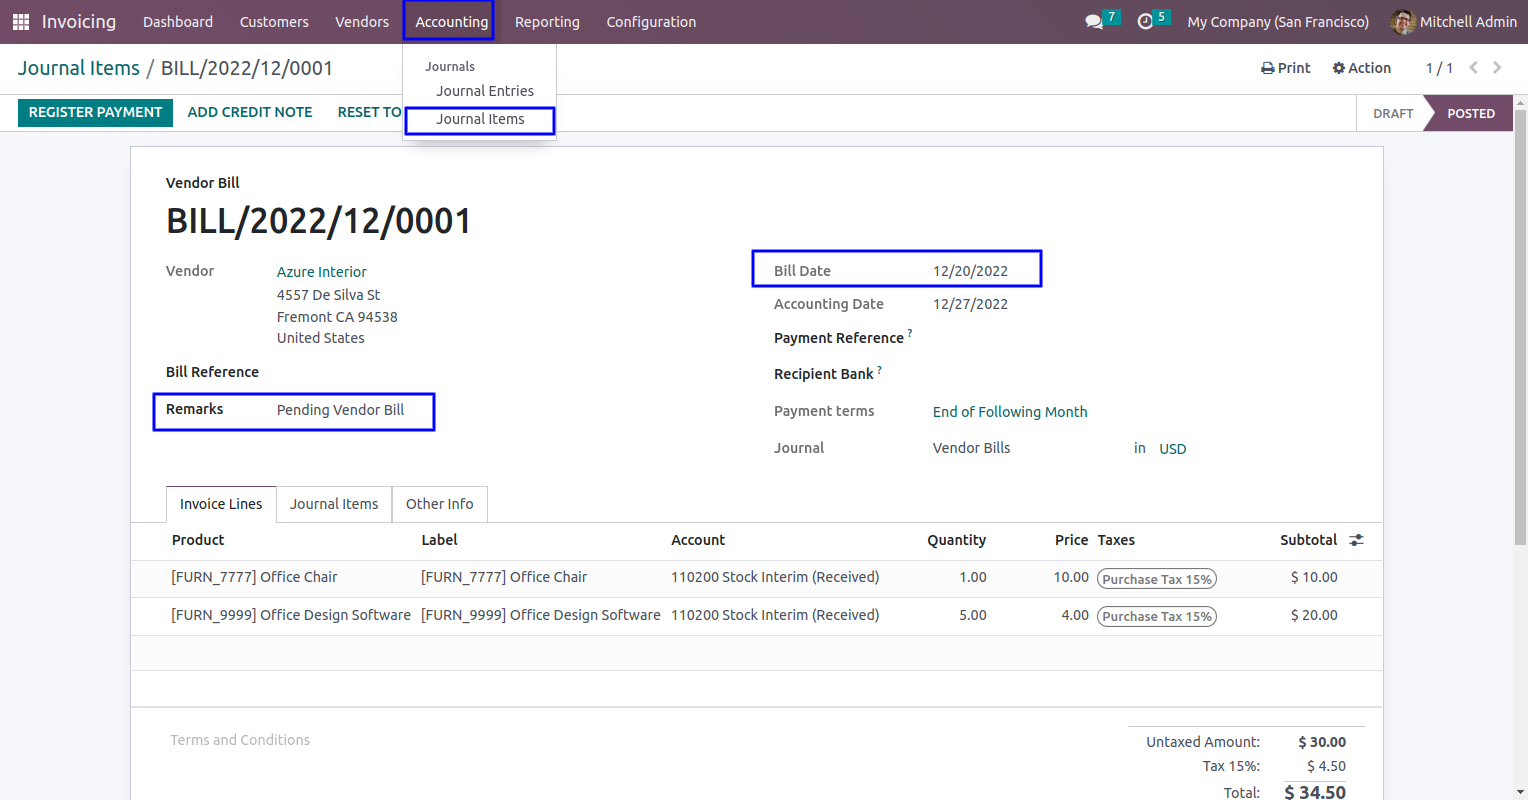 Invoicing Dashboard Customers Vendors Accounting Reporting Configuration 7 5 My Company (San Francisco) Mitchell Admin
Journals
Journal Entries
Journal Items
Journal Items / BILL/2022/12/0001 Print Action 1 / 1
REGISTER PAYMENT ADD CREDIT NOTE RESET TO DRAFT POSTED
Vendor Bill
BILL/2022/12/0001
Vendor Azure Interior
4557 De Silva St
Fremont CA 94538
United States
Bill Reference
Remarks Pending Vendor Bill
Bill Date 12/20/2022
Accounting Date 12/27/2022
Payment Reference ?
Recipient Bank ?
Payment terms End of Following Month
Journal Vendor Bills in USD
Invoice Lines Journal Items Other Info
Product Label Account Quantity Price Taxes Subtotal
[FURN_7777] Office Chair [FURN_7777] Office Chair 110200 Stock Interim (Received) 1.00 10.00 Purchase Tax 15% $ 10.00
[FURN_9999] Office Design Software [FURN_9999] Office Design Software 110200 Stock Interim (Received) 5.00 4.00 Purchase Tax 15% $ 20.00
Terms and Conditions
Untaxed Amount: $ 30.00
Tax 15%: $ 4.50
Total: $ 34.50